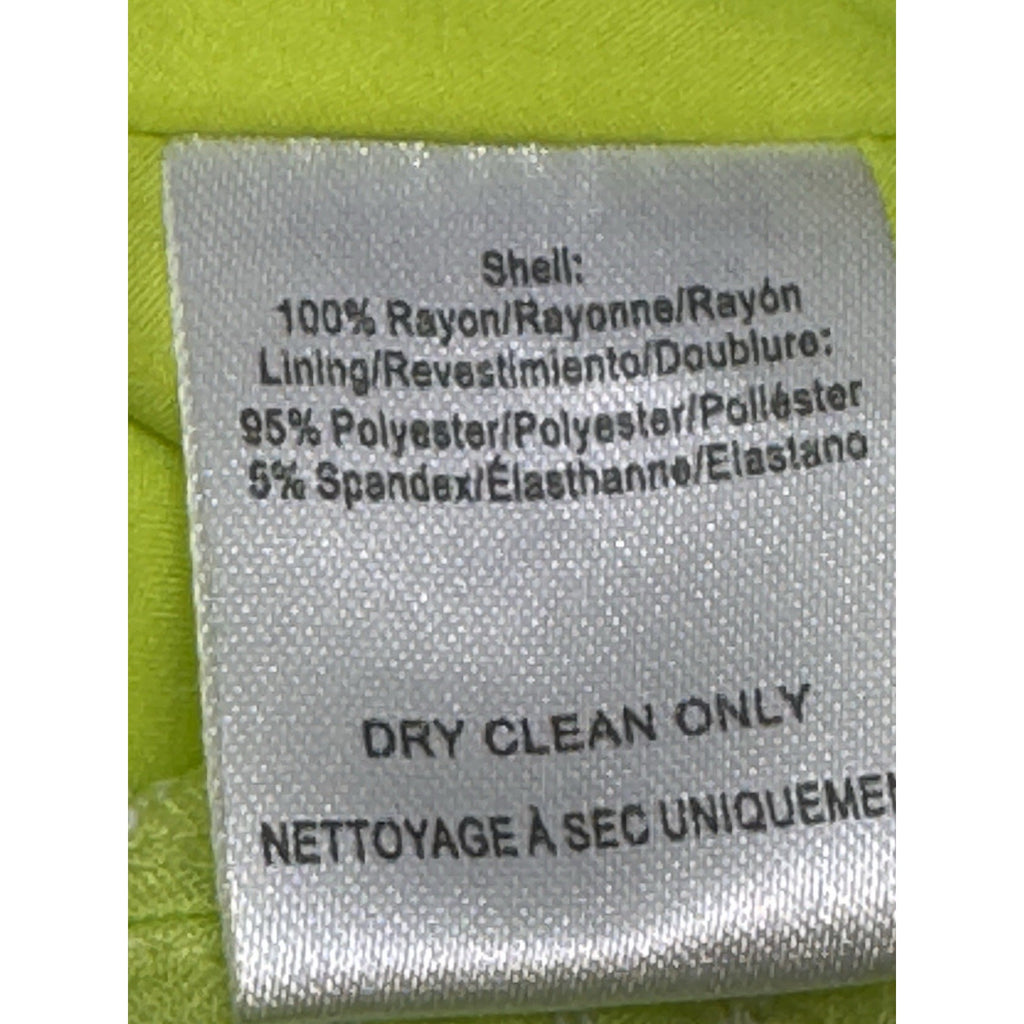 Shell:
100% Rayon/Rayonne/Rayón
Lining/Revestimiento/Doublure:
95% Polyester/Polyester/Poliéster
5% Spandex/Élasthanne/Elastano
DRY CLEAN ONLY
NETTOYAGE À SEC UNIQUEMEN